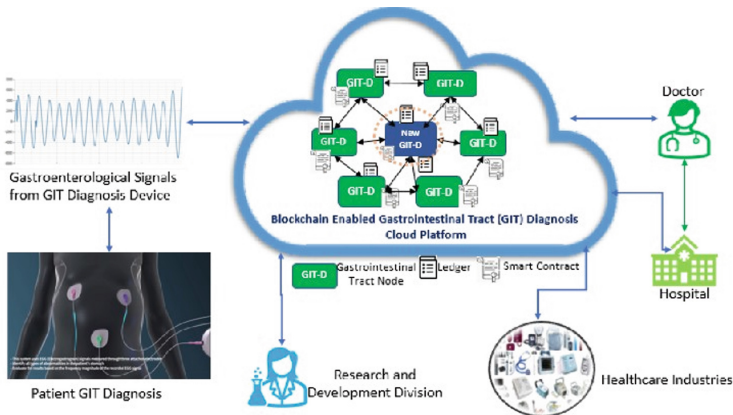 Gastroenterological Signals
from GIT Diagnosis Device
Patient GIT Diagnosis
GIT-D
GIT-D
GIT-D
New
GIT-D
GIT-D
GIT-D
GIT-D
Blockchain Enabled Gastrointestinal Tract (GIT) Diagnosis
Cloud Platform
GIT-D
Gastrointestinal
Tract Node
Ledger
Smart Contract
Research and
Development Division
Doctor
Hospital
Healthcare Industries